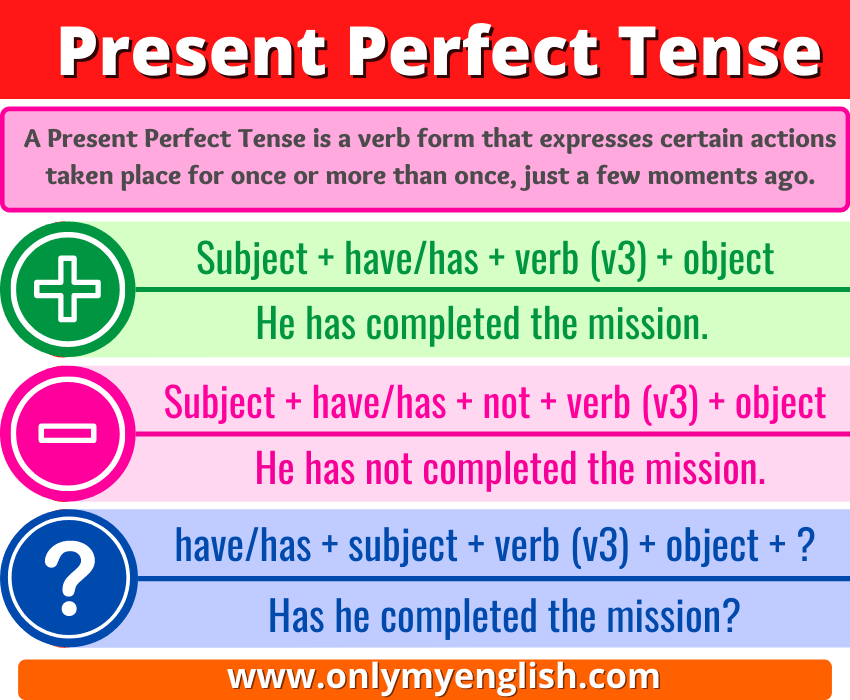 Present Perfect Tense
A Present Perfect Tense is a verb form that expresses certain actions
taken place for once or more than once, just a few moments ago.
Subject + have/has + verb (v3) + object
He has completed the mission.
Subject + have/has + not + verb (v3) + object
He has not completed the mission.
have/has + subject + verb (v3) + object + ?
Has he completed the mission?
www.onlymyenglish.com